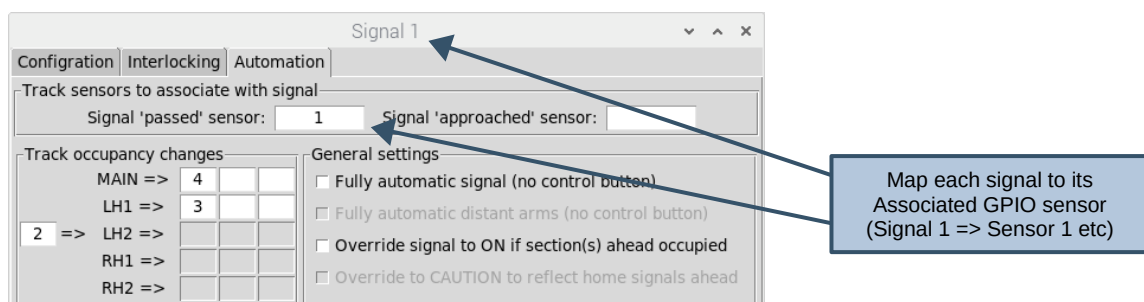 Signal 1
Configration Interlocking Automation
Track sensors to associate with signal
Signal 'passed' sensor: 1 Signal 'approached' sensor:
Track occupancy changes
General settings
MAIN => 4
Fully automatic signal (no control button)
LH1 => 3
Fully automatic distant arms (no control button)
2 => LH2 =>
Override signal to ON if section(s) ahead occupied
RH1 =>
Override to CAUTION to reflect home signals ahead
RH2 =>
Map each signal to its
Associated GPIO sensor
(Signal 1 => Sensor 1 etc)